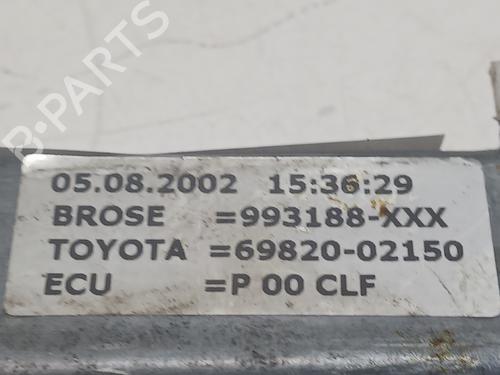 B-PARTS
05.08.2002 15:36:29
BROSE =993188-XXX
TOYOTA =69820-02150
ECU =P 00 CLF